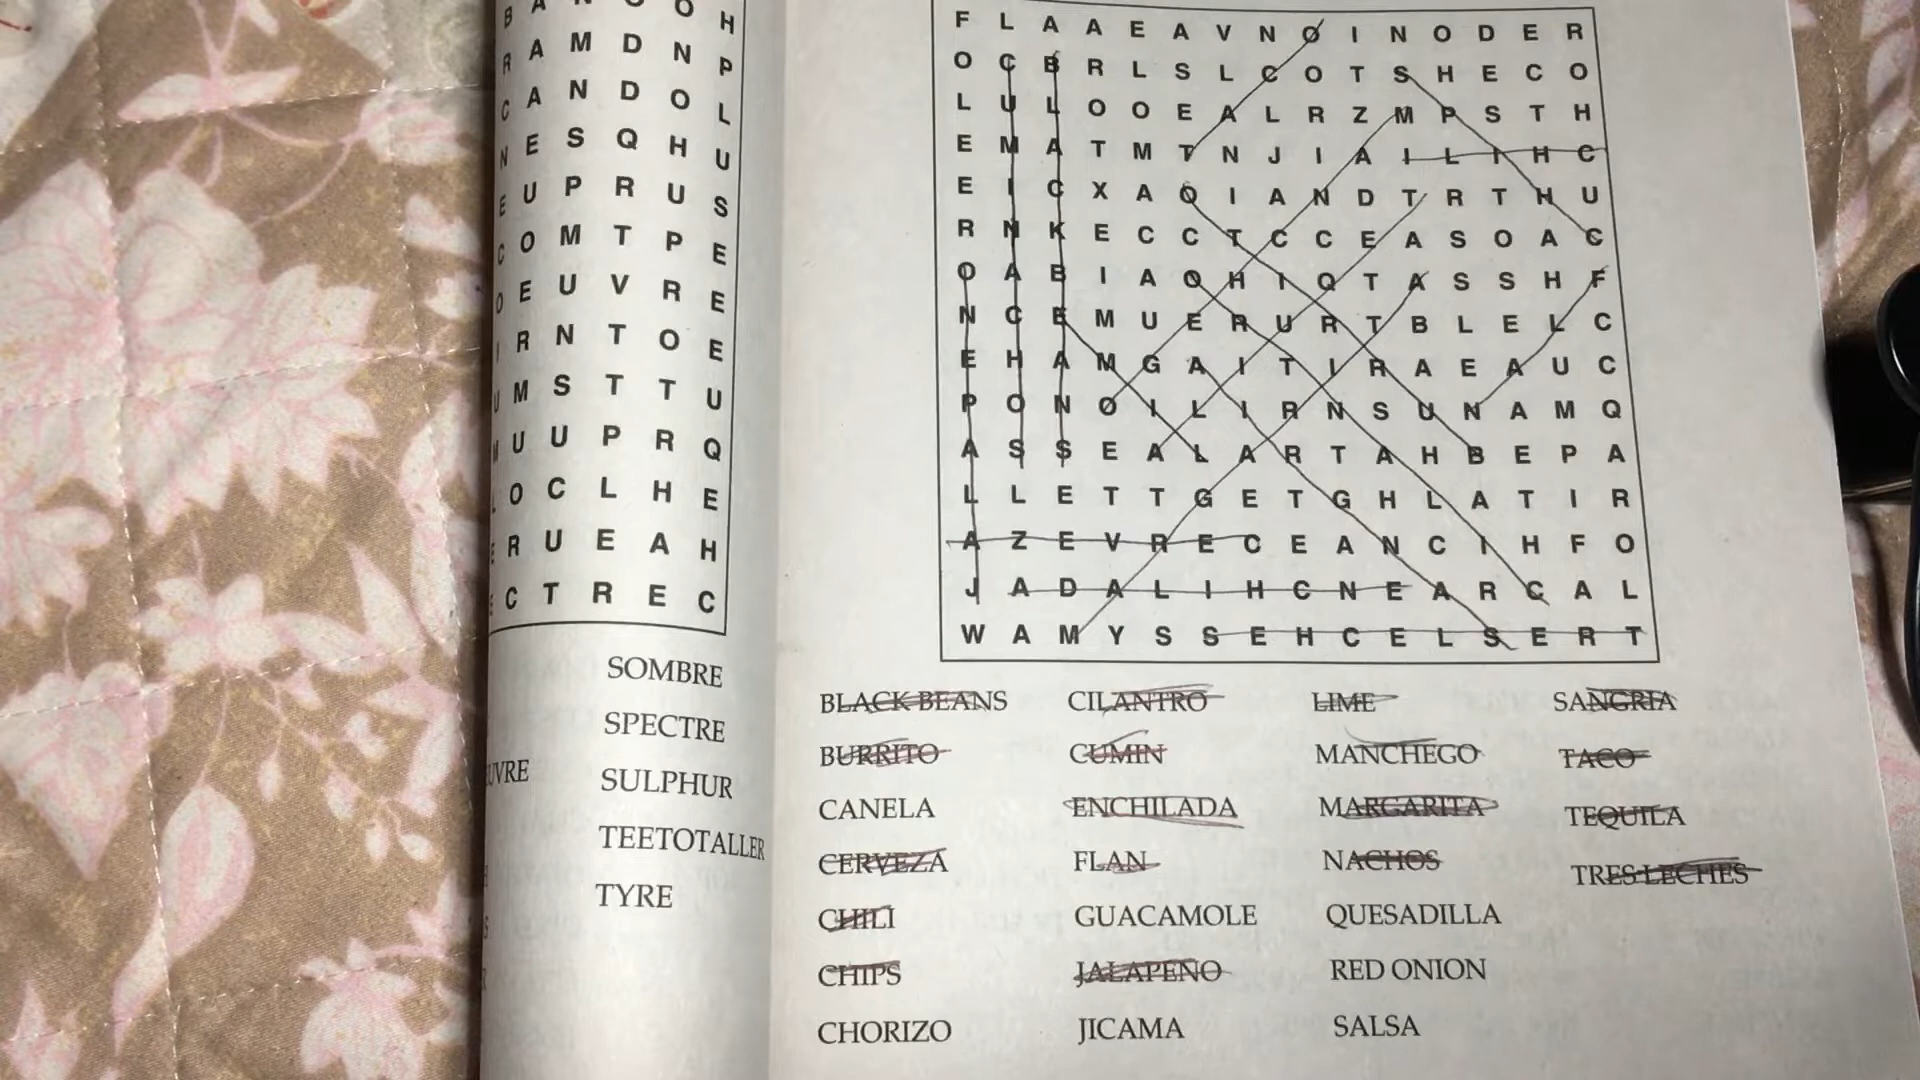 B A N O O H
R A M D N P
C A N D O L
N E S Q H U
E U P R U S
C O M T P E
O E U V R E
I R N T O E
U M S T T U
M U U P R Q
L O C L H E
E R U E A H
E C T R E C
SOMBRE
SPECTRE
UVRE
SULPHUR
TEETOTALLER
TYRE
F L A A E A V N O I N O D E R
O C B R L S L C O T S H E C O
L U L O O E A L R Z M P S T H
E M A T M T N J I A I L I H C
E I C X A Q I A N D T R T H U
R N K E C C T C C E A S O A C
O A B I A O H I Q T A S S H F
N C E M U E R U R T B L E L C
E H A M G A I T I R A E A U C
P O N O I L I R N S U N A M Q
A S S E A L A R T A H B E P A
L L E T T G E T G H L A T I R
A Z E V R E C E A N C I H F O
J A D A L I H C N E A R C A L
W A M Y S S E H C E L S E R T
BLACK BEANS CILANTRO LIME SANGRIA
BURRITO CUMIN MANCHEGO TACO
CANELA ENCHILADA MARGARITA TEQUILA
CERVEZA FLAN NACHOS TRES LECHES
CHILI GUACAMOLE QUESADILLA
CHIPS JALAPENO RED ONION
CHORIZO JICAMA SALSA